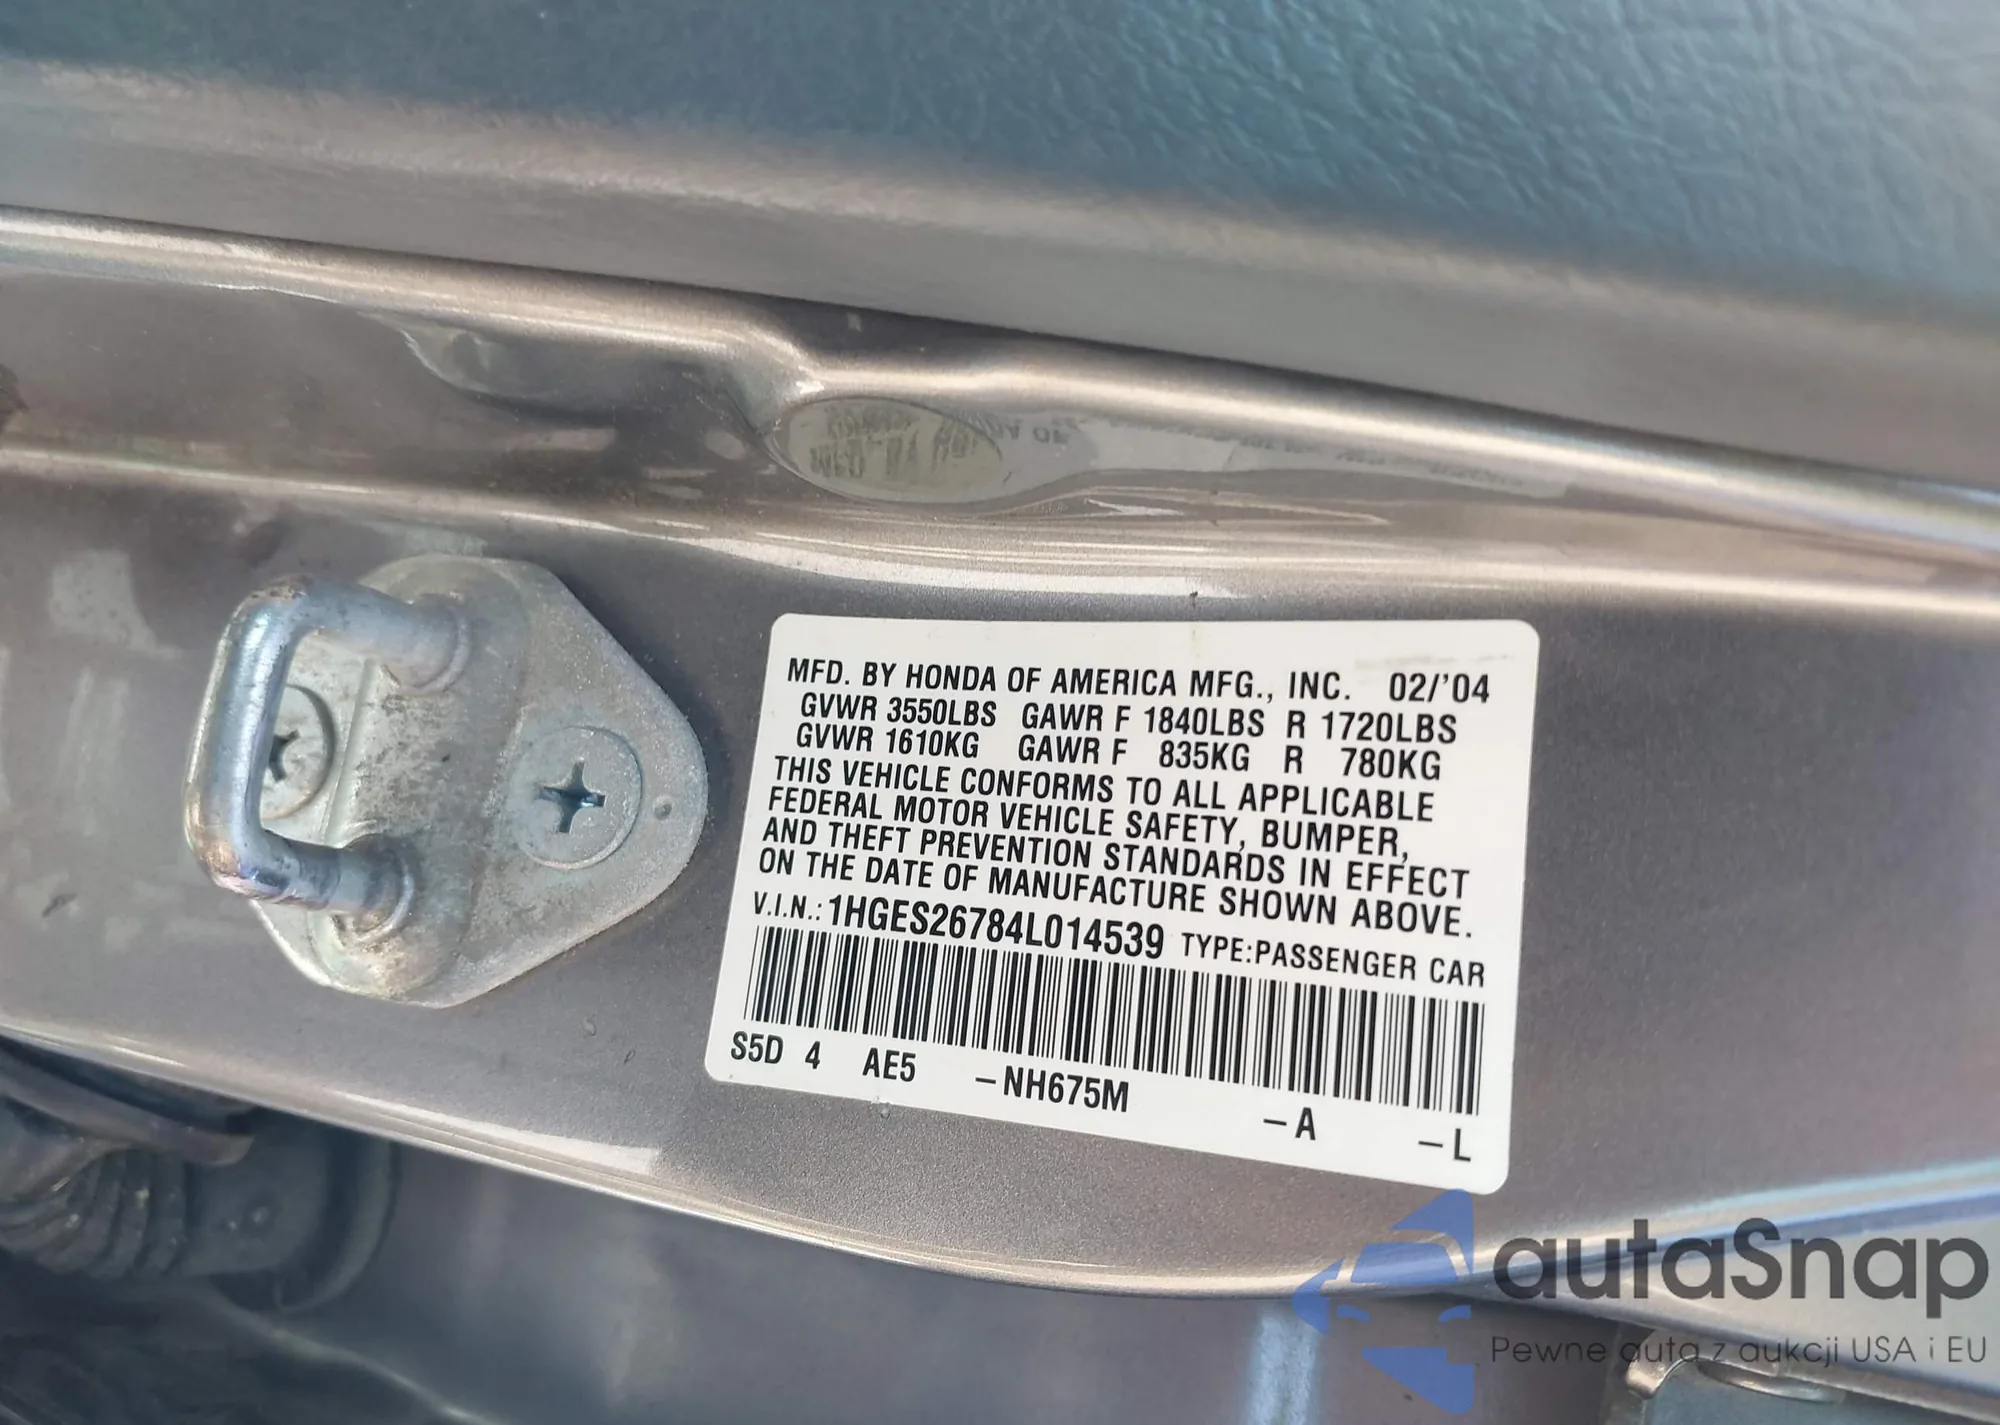 MFD. BY HONDA OF AMERICA MFG., INC. 02/'04
GVWR 3550LBS GAWR F 1840LBS R 1720LBS
GVWR 1610KG GAWR F 835KG R 780KG
THIS VEHICLE CONFORMS TO ALL APPLICABLE
FEDERAL MOTOR VEHICLE SAFETY, BUMPER,
AND THEFT PREVENTION STANDARDS IN EFFECT
ON THE DATE OF MANUFACTURE SHOWN ABOVE.
V.I.N.: 1HGES26784L014539 TYPE:PASSENGER CAR
S5D 4 AE5 -NH675M -A -L
autaSnap
Pewne auta z aukcji USA i EU